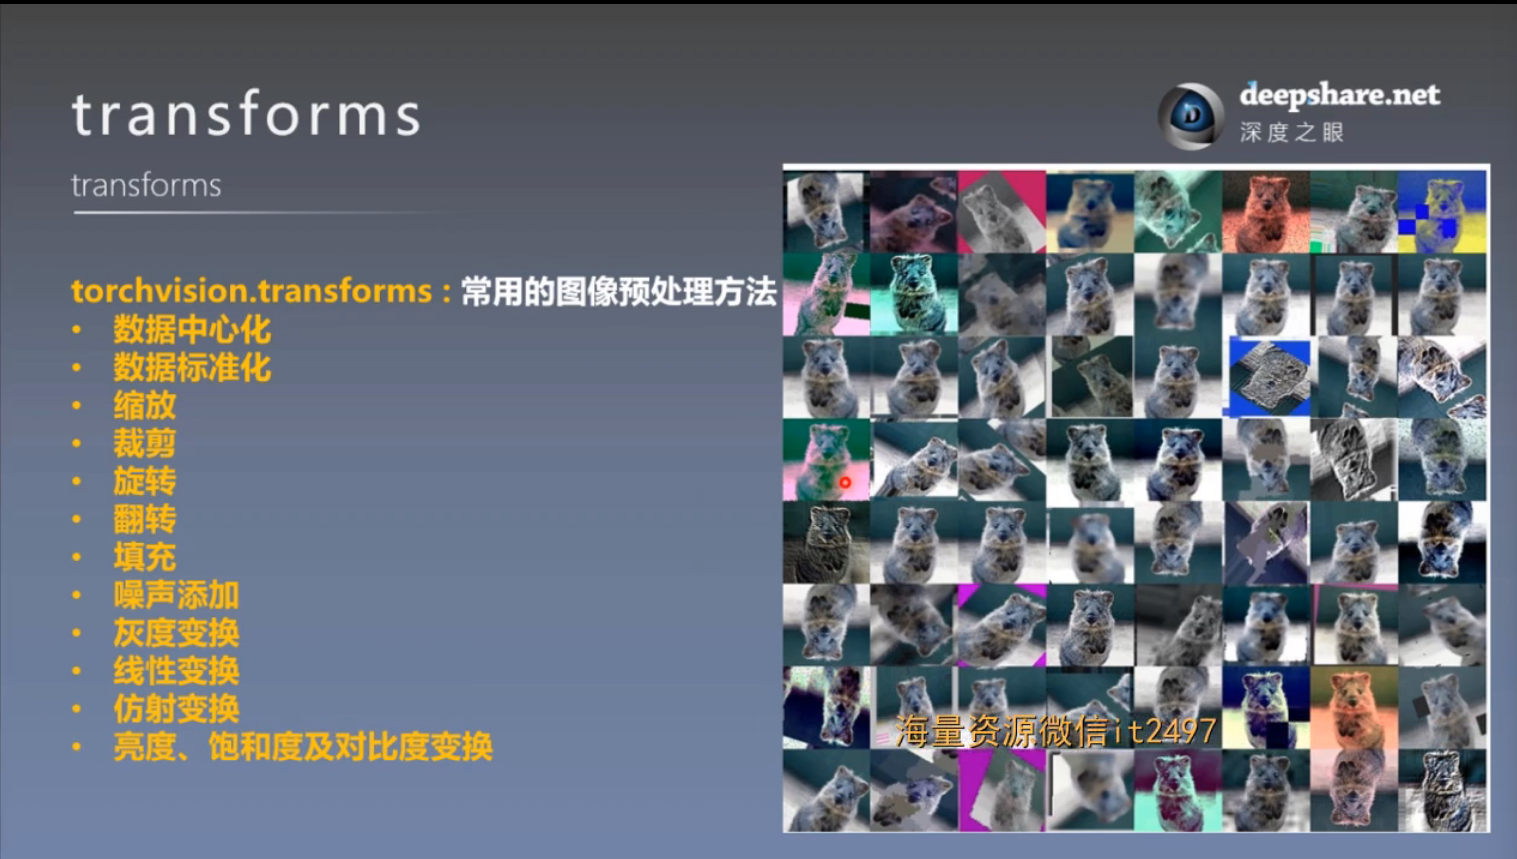 transforms
deepshare.net
深度之眼
transforms
torchvision.transforms : 常用的图像预处理方法
• 数据中心化
• 数据标准化
• 缩放
• 裁剪
• 旋转
• 翻转
• 填充
• 噪声添加
• 灰度变换
• 线性变换
• 仿射变换
• 亮度、饱和度及对比度变换
海量资源微信it2497